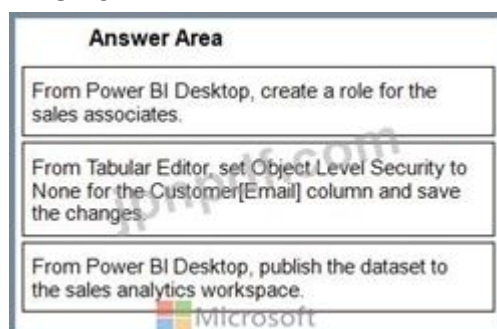 Answer Area
From Power BI Desktop, create a role for the
sales associates.
From Tabular Editor, set Object Level Security to
None for the Customer[Email] column and save
the changes.
From Power BI Desktop, publish the dataset to
the sales analytics workspace.
Microsoft